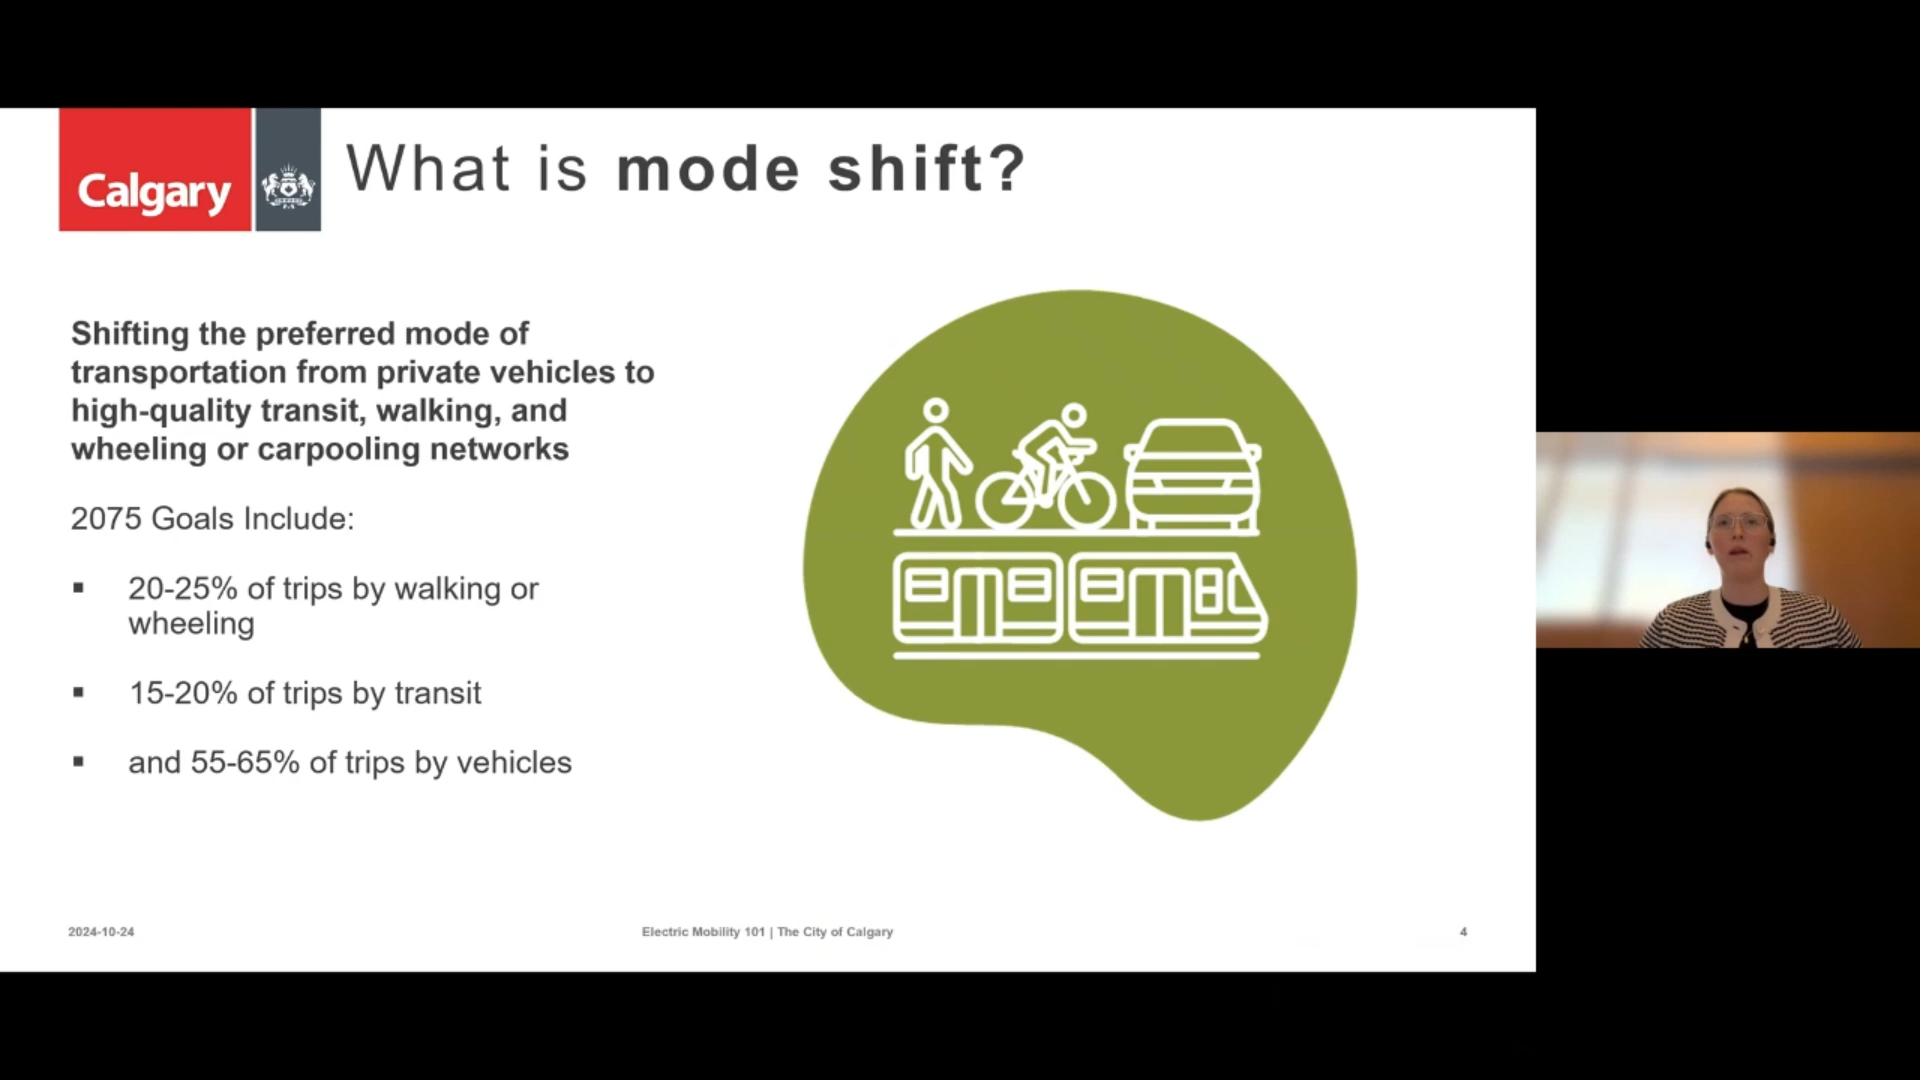 Calgary
What is mode shift?
Shifting the preferred mode of
transportation from private vehicles to
high-quality transit, walking, and
wheeling or carpooling networks
2075 Goals Include:
▪ 20-25% of trips by walking or
wheeling
▪ 15-20% of trips by transit
▪ and 55-65% of trips by vehicles
2024-10-24
Electric Mobility 101 | The City of Calgary
4